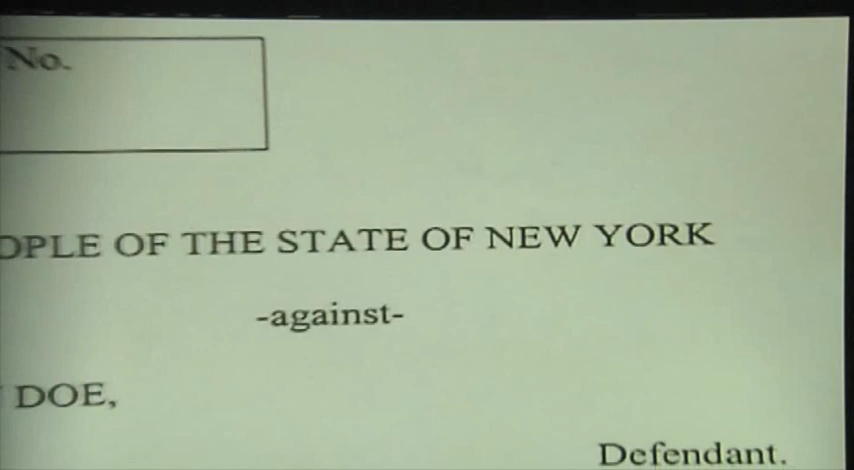 No.
OPLE OF THE STATE OF NEW YORK
-against-
DOE,
Defendant.